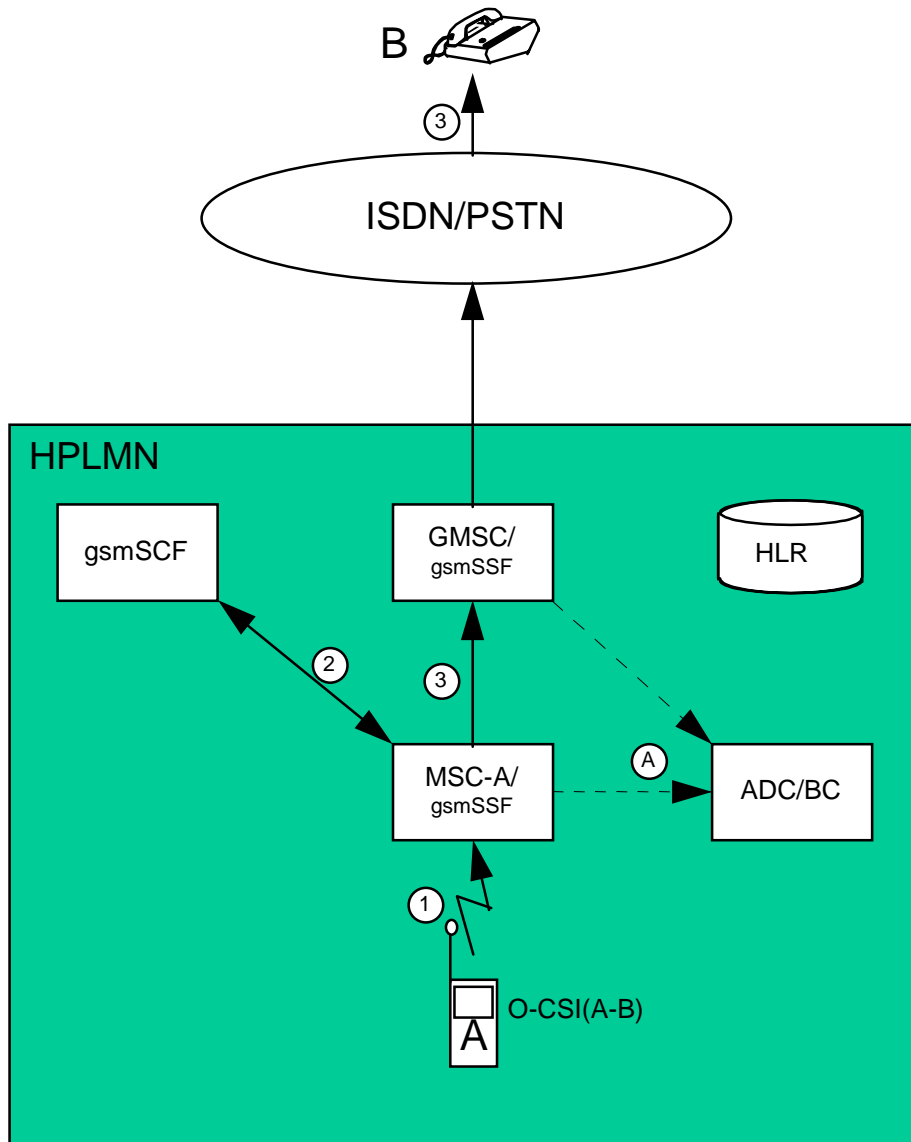 B
3
ISDN/PSTN
HPLMN
gsmSCF
GMSC/
gsmSSF
HLR
2
3
MSC-A/
gsmSSF
A
ADC/BC
1
O-CSI(A-B)
A